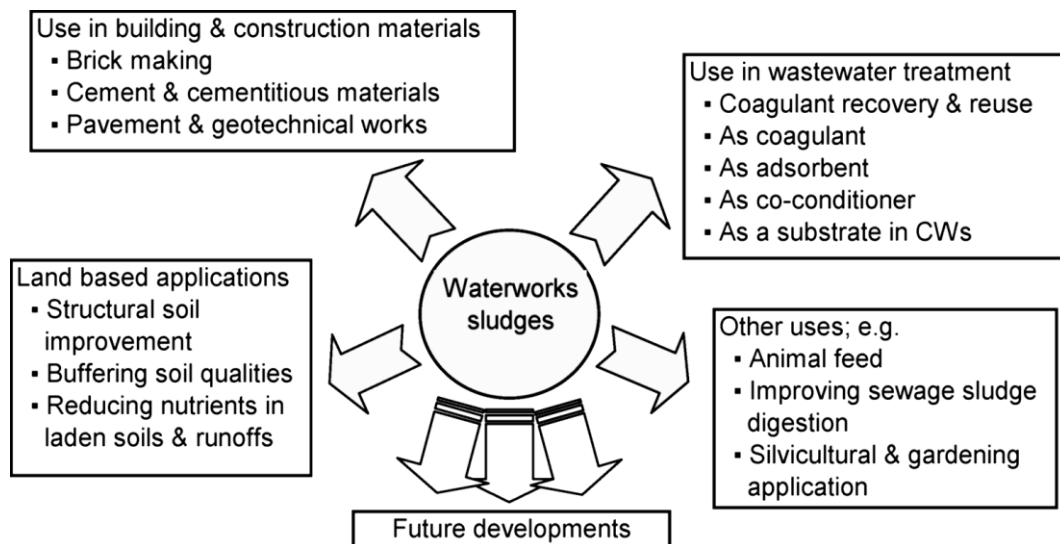 Use in building & construction materials
▪ Brick making
▪ Cement & cementitious materials
▪ Pavement & geotechnical works
Use in wastewater treatment
▪ Coagulant recovery & reuse
▪ As coagulant
▪ As adsorbent
▪ As co-conditioner
▪ As a substrate in CWs
Waterworks
sludges
Land based applications
▪ Structural soil
improvement
▪ Buffering soil qualities
▪ Reducing nutrients in
laden soils & runoffs
Other uses; e.g.
▪ Animal feed
▪ Improving sewage sludge
digestion
▪ Silvicultural & gardening
application
Future developments